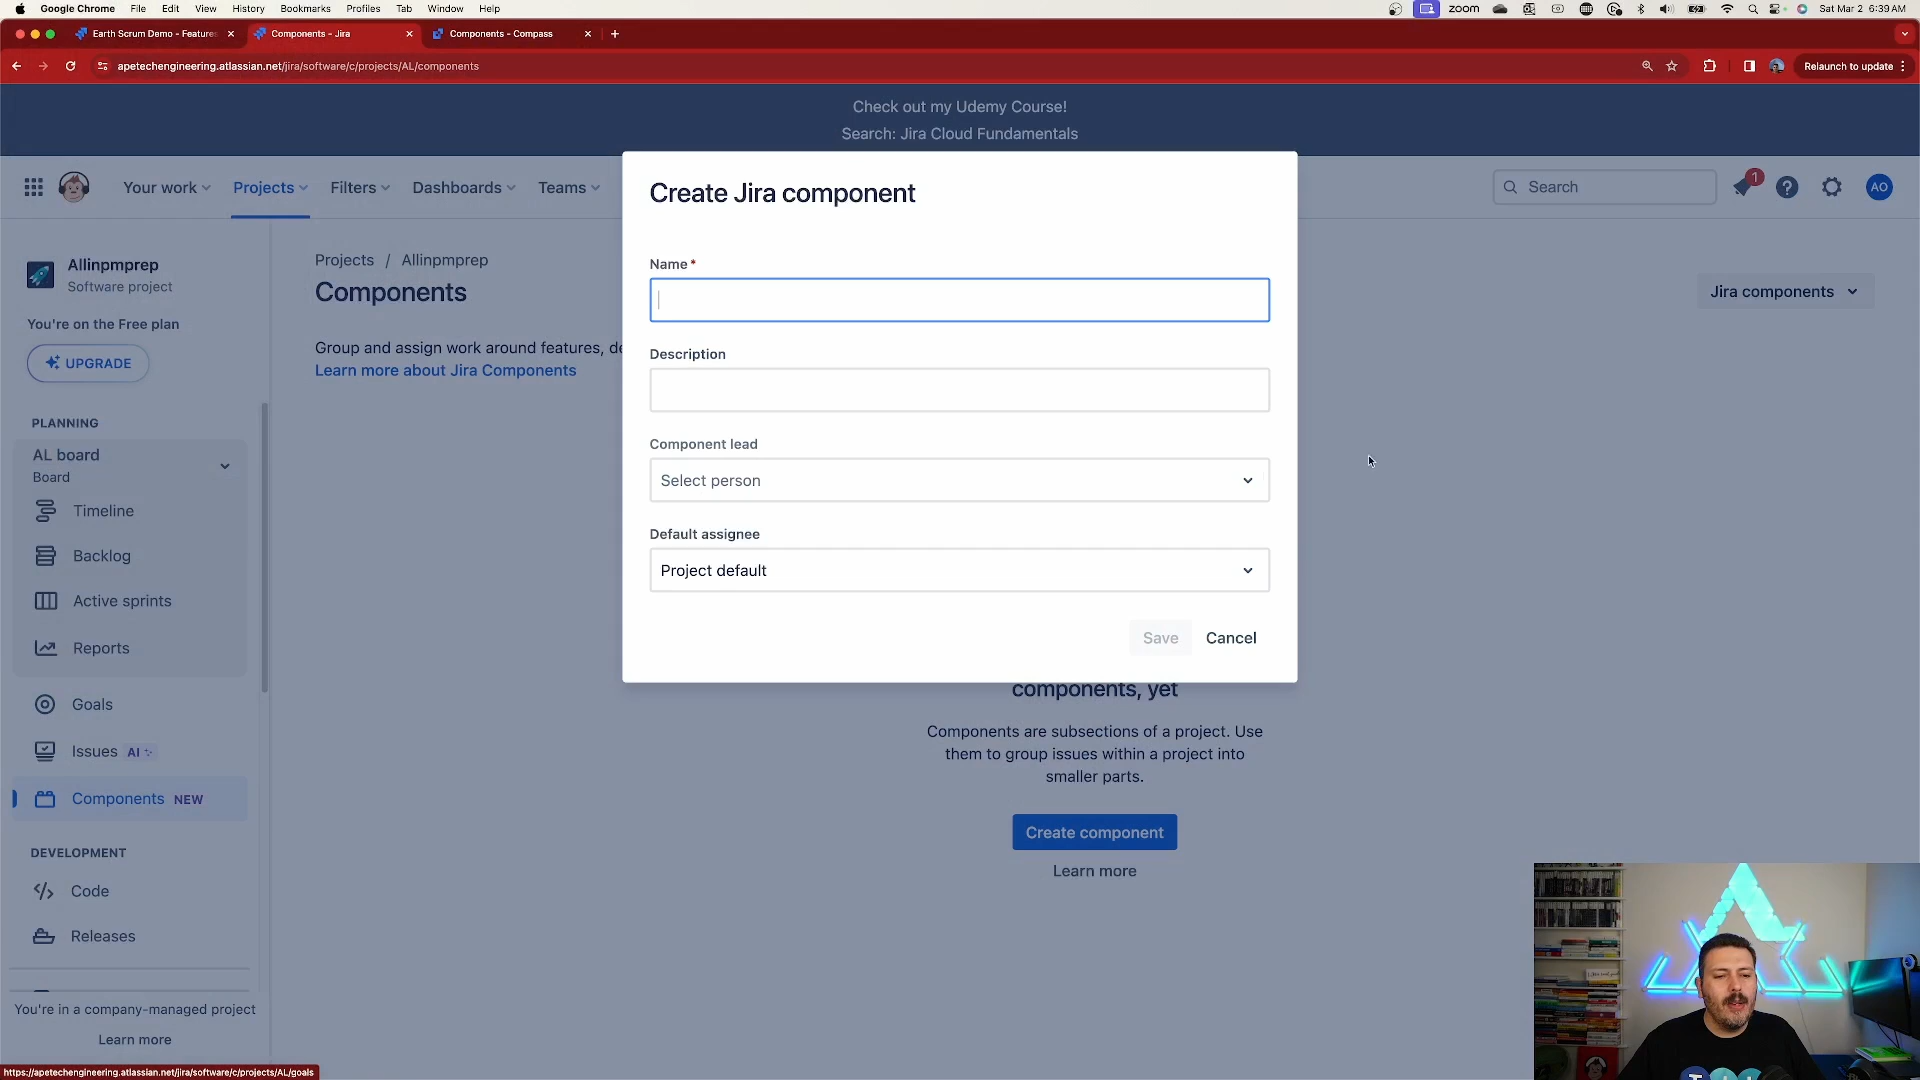 Google Chrome File Edit View History Bookmarks Profiles Tab Window Help
zoom
Sat Mar 2 6:39 AM
Earth Scrum Demo - Feature
Components - Jira
Components - Compass
apetechengineering.atlassian.net/jira/software/c/projects/AL/components
Relaunch to update
Check out my Udemy Course!
Search: Jira Cloud Fundamentals
Your work
Projects
Filters
Dashboards
Teams
Search
1
AO
Allinpmprep
Software project
You're on the Free plan
UPGRADE
PLANNING
AL board
Board
Timeline
Backlog
Active sprints
Reports
Goals
Issues AI
Components NEW
DEVELOPMENT
Code
Releases
You're in a company-managed project
Learn more
https://apetechengineering.atlassian.net/jira/software/c/projects/AL/goals
Projects / Allinpmprep
Components
Jira components
Group and assign work around features, de
Learn more about Jira Components
Create Jira component
Name *
Description
Component lead
Select person
Default assignee
Project default
Save
Cancel
components, yet
Components are subsections of a project. Use
them to group issues within a project into
smaller parts.
Create component
Learn more